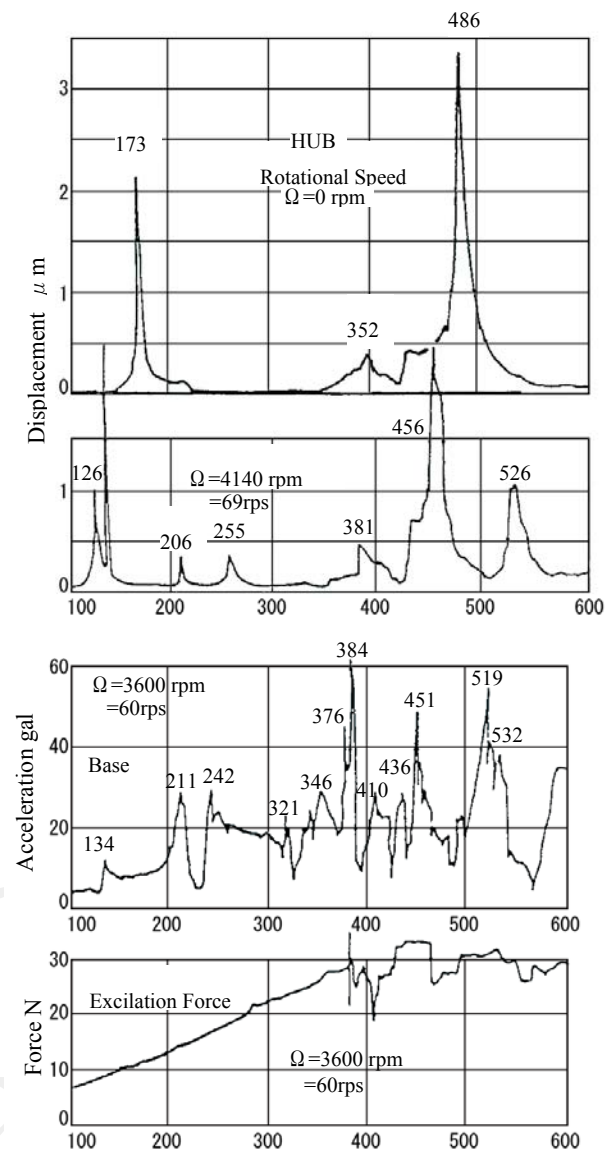 486
3
173
HUB
Rotational Speed
Ω=0 rpm
2
Displacement μm
1
352
0
456
126
Ω=4140 rpm
=69rps
526
1
206
255
381
0
100 200 300 400 500 600
384
60
Ω=3600 rpm
=60rps
519
376
451
40
Base
532
Acceleration gal
211
242
346
436
410
321
20
134
0
100 200 300 400 500 600
30
Excilation Force
20
Force N
Ω=3600 rpm
=60rps
10
0
100 200 300 400 500 600